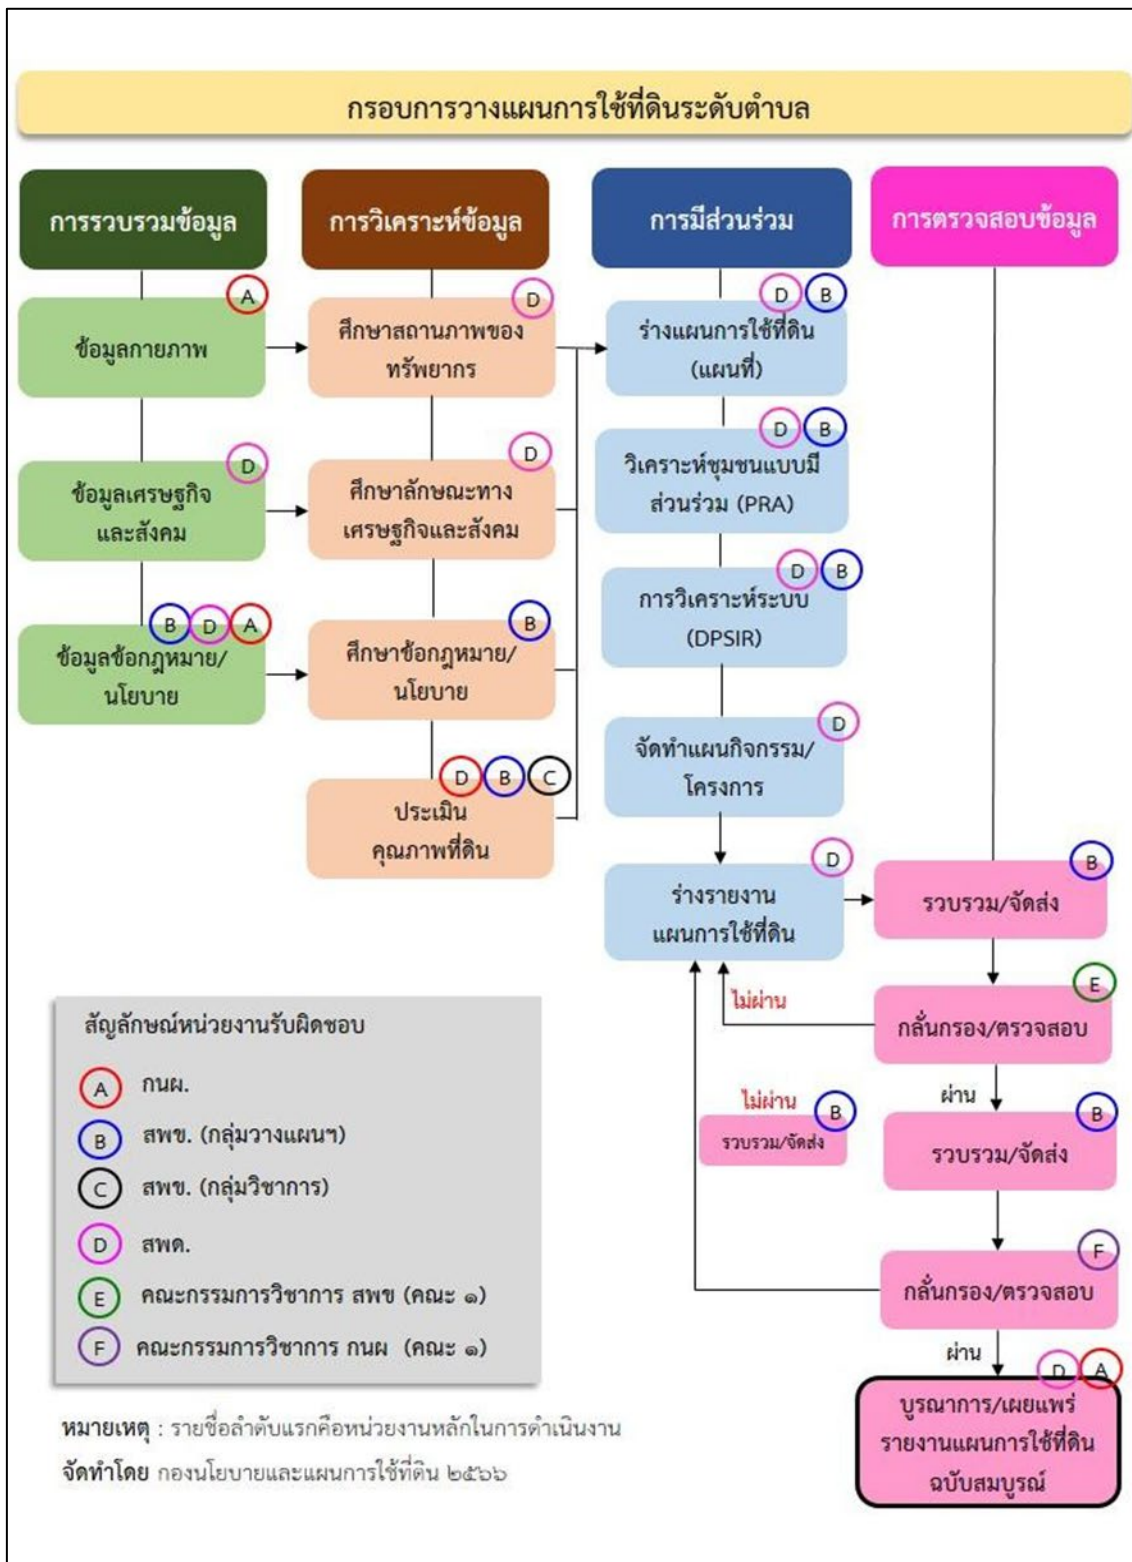 กรอบการวางแผนการใช้ที่ดินระดับตำบล
การรวบรวมข้อมูล
A
ข้อมูลกายภาพ
D
ข้อมูลเศรษฐกิจ
และสังคม
B D A
ข้อมูลข้อกฎหมาย/
นโยบาย
การวิเคราะห์ข้อมูล
D
ศึกษาสถานภาพของ
ทรัพยากร
D
ศึกษาลักษณะทาง
เศรษฐกิจและสังคม
B
ศึกษาข้อกฎหมาย/
นโยบาย
D B C
ประเมิน
คุณภาพที่ดิน
การมีส่วนร่วม
D B
ร่างแผนการใช้ที่ดิน
(แผนที่)
D B
วิเคราะห์ชุมชนแบบมี
ส่วนร่วม (PRA)
D B
การวิเคราะห์ระบบ
(DPSIR)
D
จัดทำแผนกิจกรรม/
โครงการ
D
ร่างรายงาน
แผนการใช้ที่ดิน
การตรวจสอบข้อมูล
B
รวบรวม/จัดส่ง
E
กลั่นกรอง/ตรวจสอบ
ไม่ผ่าน
ผ่าน
B
รวบรวม/จัดส่ง
ไม่ผ่าน
B
รวบรวม/จัดส่ง
F
กลั่นกรอง/ตรวจสอบ
ผ่าน
D A
บูรณาการ/เผยแพร่
รายงานแผนการใช้ที่ดิน
ฉบับสมบูรณ์
สัญลักษณ์หน่วยงานรับผิดชอบ
A กนผ.
B สพข. (กลุ่มวางแผนฯ)
C สพข. (กลุ่มวิชาการ)
D สพด.
E คณะกรรมการวิชาการ สพข (คณะ ๑)
F คณะกรรมการวิชาการ กนผ (คณะ ๑)
หมายเหตุ : รายชื่อลำดับแรกคือหน่วยงานหลักในการดำเนินงาน
จัดทำโดย กองนโยบายและแผนการใช้ที่ดิน ๒๕๖๖